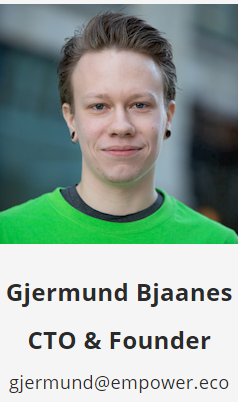 Gjermund Bjaanes
CTO & Founder
gjermund@empower.eco